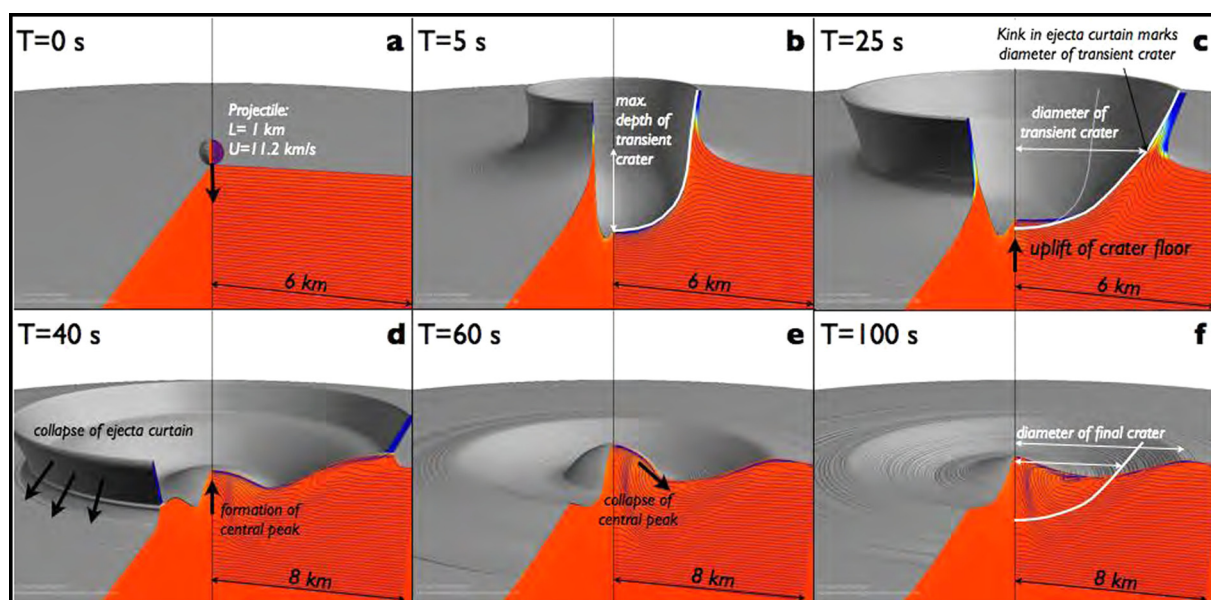 T=0 s
a
Projectile:
L= 1 km
U=11.2 km/s
6 km
T=5 s
b
max.
depth of
transient
crater
T=25 s
c
Kink in ejecta curtain marks
diameter of transient crater
diameter of
transient crater
uplift of crater floor
6 km
T=40 s
d
collapse of ejecta curtain
formation of
central peak
8 km
T=60 s
e
collapse of
central peak
8 km
T=100 s
f
diameter of final crater
8 km